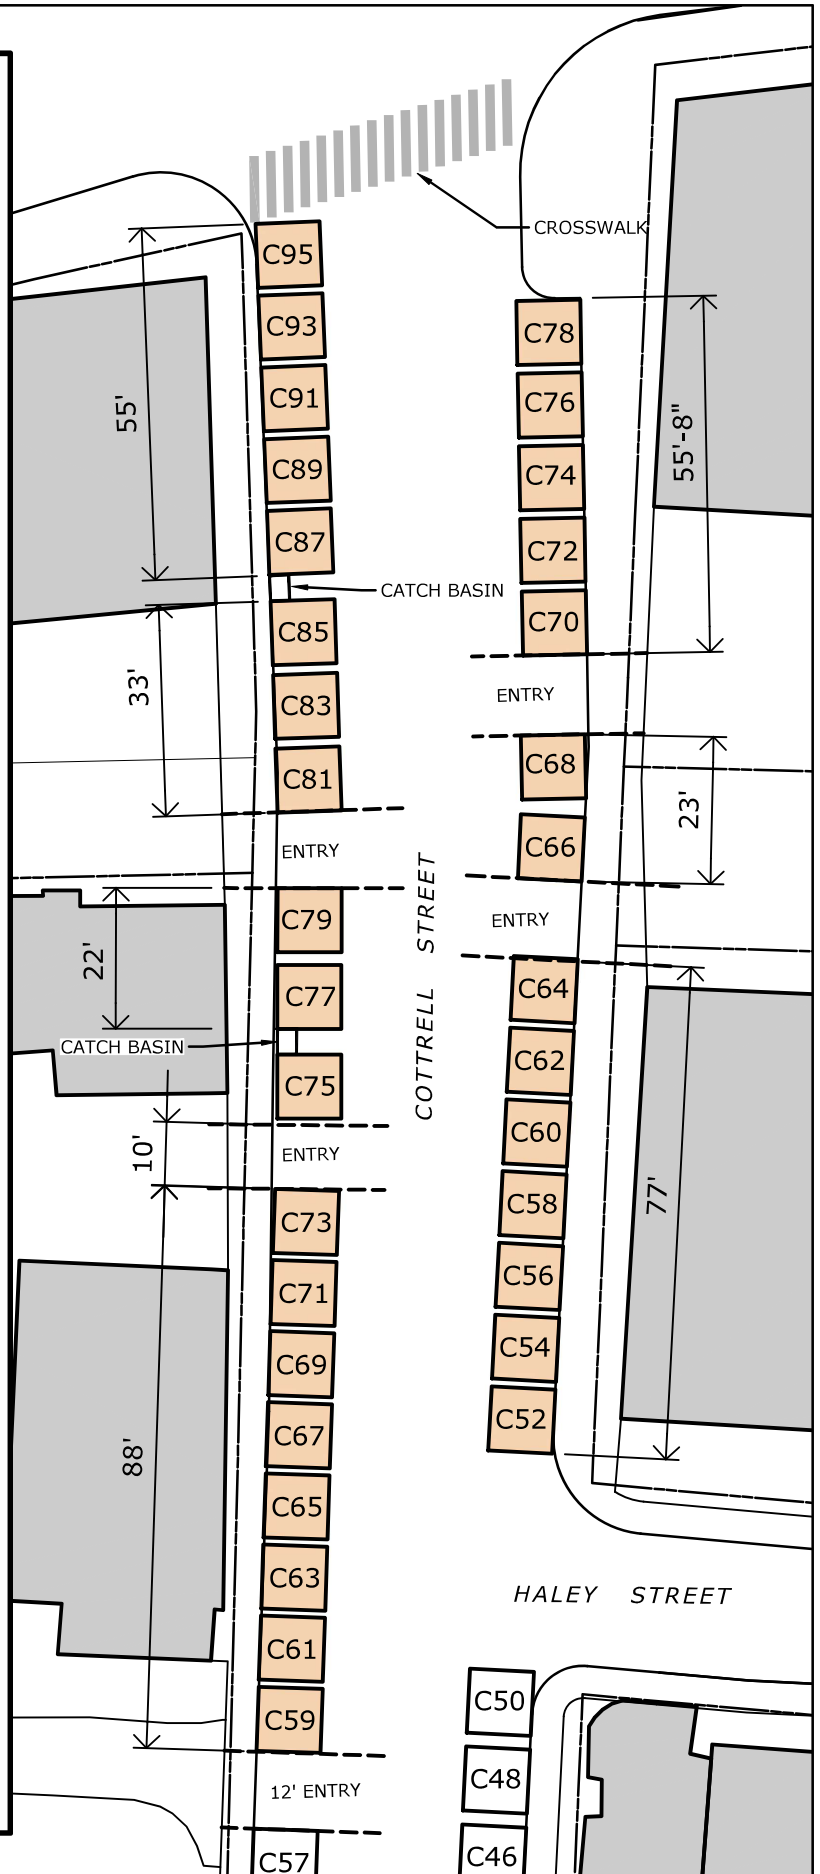 CROSSWALK
C95
C93
C91
C89
C87
55'
CATCH BASIN
C85
C83
C81
33'
ENTRY
C79
C77
22'
CATCH BASIN
C75
10'
ENTRY
C73
C71
C69
C67
C65
C63
C61
C59
88'
12' ENTRY
C57
COTTRELL STREET
C78
C76
C74
C72
C70
55'-8"
ENTRY
C68
C66
23'
ENTRY
C64
C62
C60
C58
C56
C54
C52
77'
HALEY STREET
C50
C48
C46